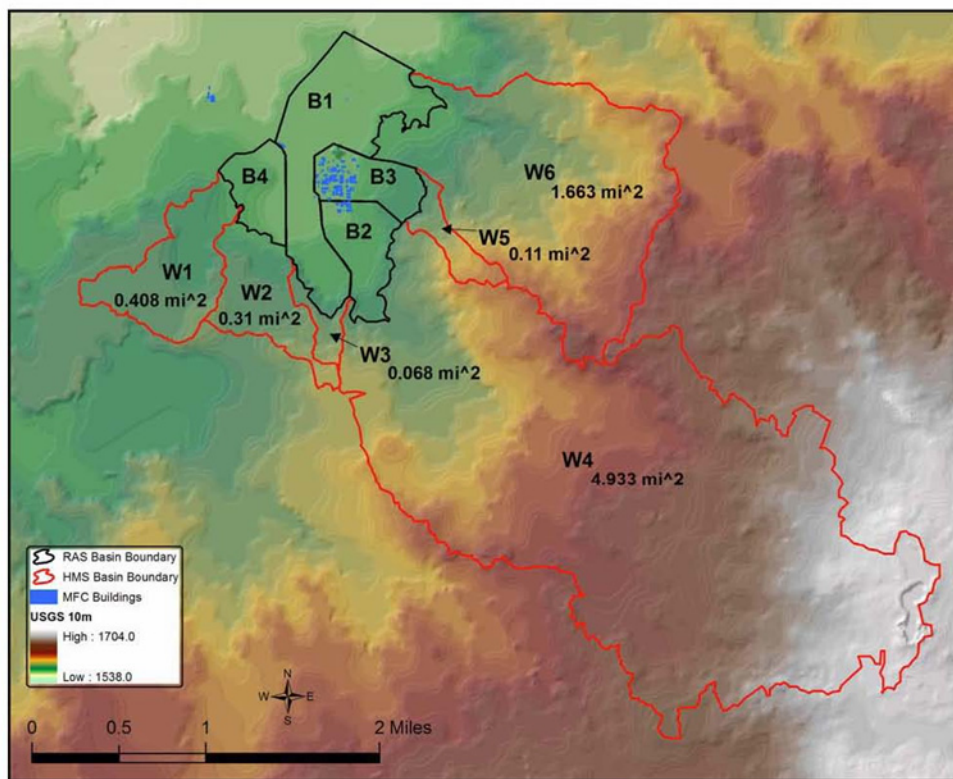 B1
B4
B3
W6
1.663 mi^2
B2
W5
0.11 mi^2
W1
0.408 mi^2
W2
0.31 mi^2
W3
0.068 mi^2
W4
4.933 mi^2
RAS Basin Boundary
HMS Basin Boundary
MFC Buildings
USGS 10m
High : 1704.0
Low : 1538.0
N
W E
S
0 0.5 1 2 Miles